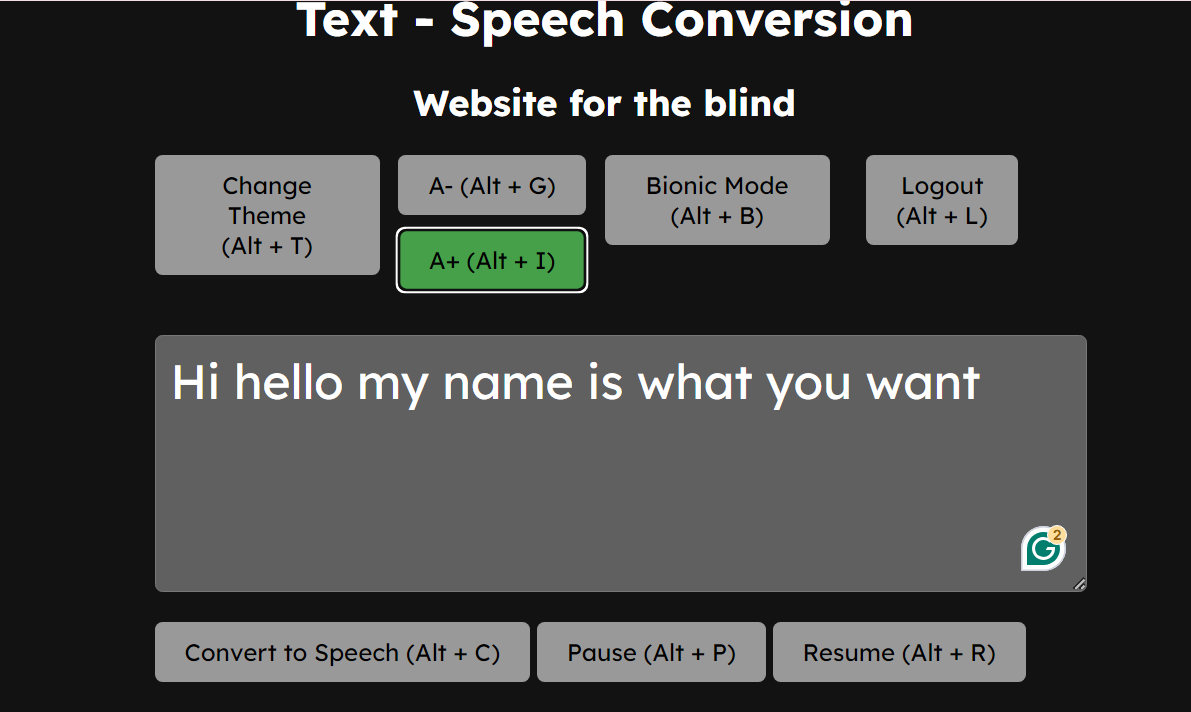 Text - Speech Conversion
Website for the blind
Change
Theme
(Alt + T)
A- (Alt + G)
A+ (Alt + I)
Bionic Mode
(Alt + B)
Logout
(Alt + L)
Hi hello my name is what you want
2
Convert to Speech (Alt + C)
Pause (Alt + P)
Resume (Alt + R)